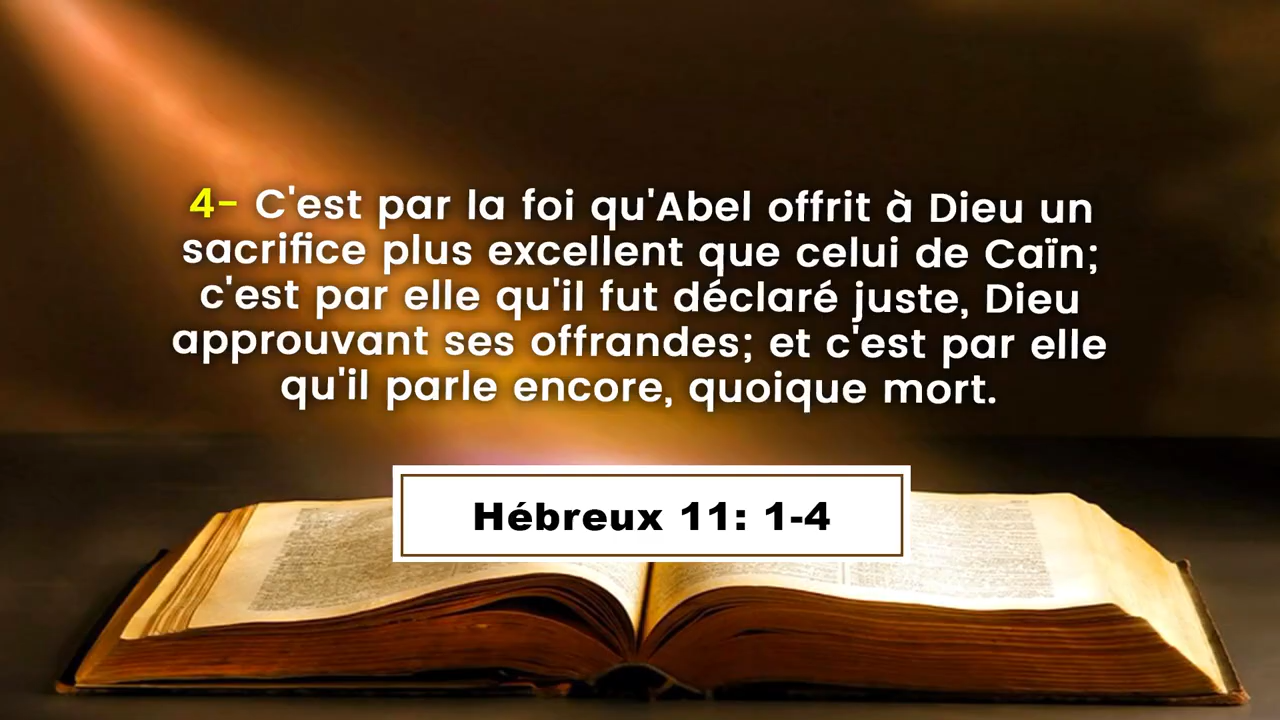 4- C'est par la foi qu'Abel offrit à Dieu un
sacrifice plus excellent que celui de Caïn;
c'est par elle qu'il fut déclaré juste, Dieu
approuvant ses offrandes; et c'est par elle
qu'il parle encore, quoique mort.
Hébreux 11: 1-4